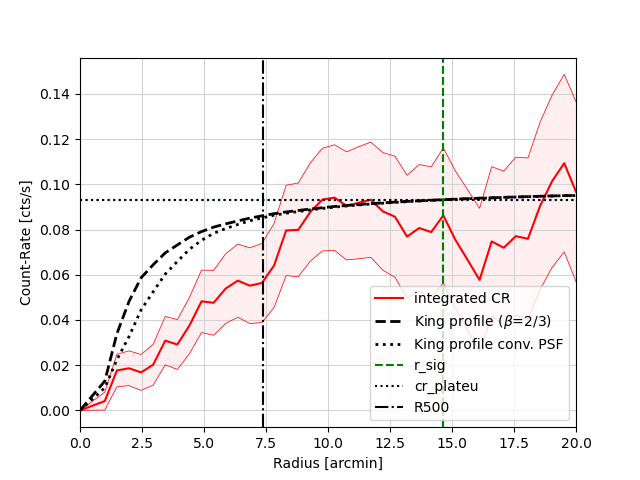 0.14
0.12
0.10
0.08
0.06
0.04
0.02
0.00
Count-Rate [cts/s]
integrated CR
King profile (β=2/3)
King profile conv. PSF
r_sig
cr_plateu
R500
0.0 2.5 5.0 7.5 10.0 12.5 15.0 17.5 20.0
Radius [arcmin]